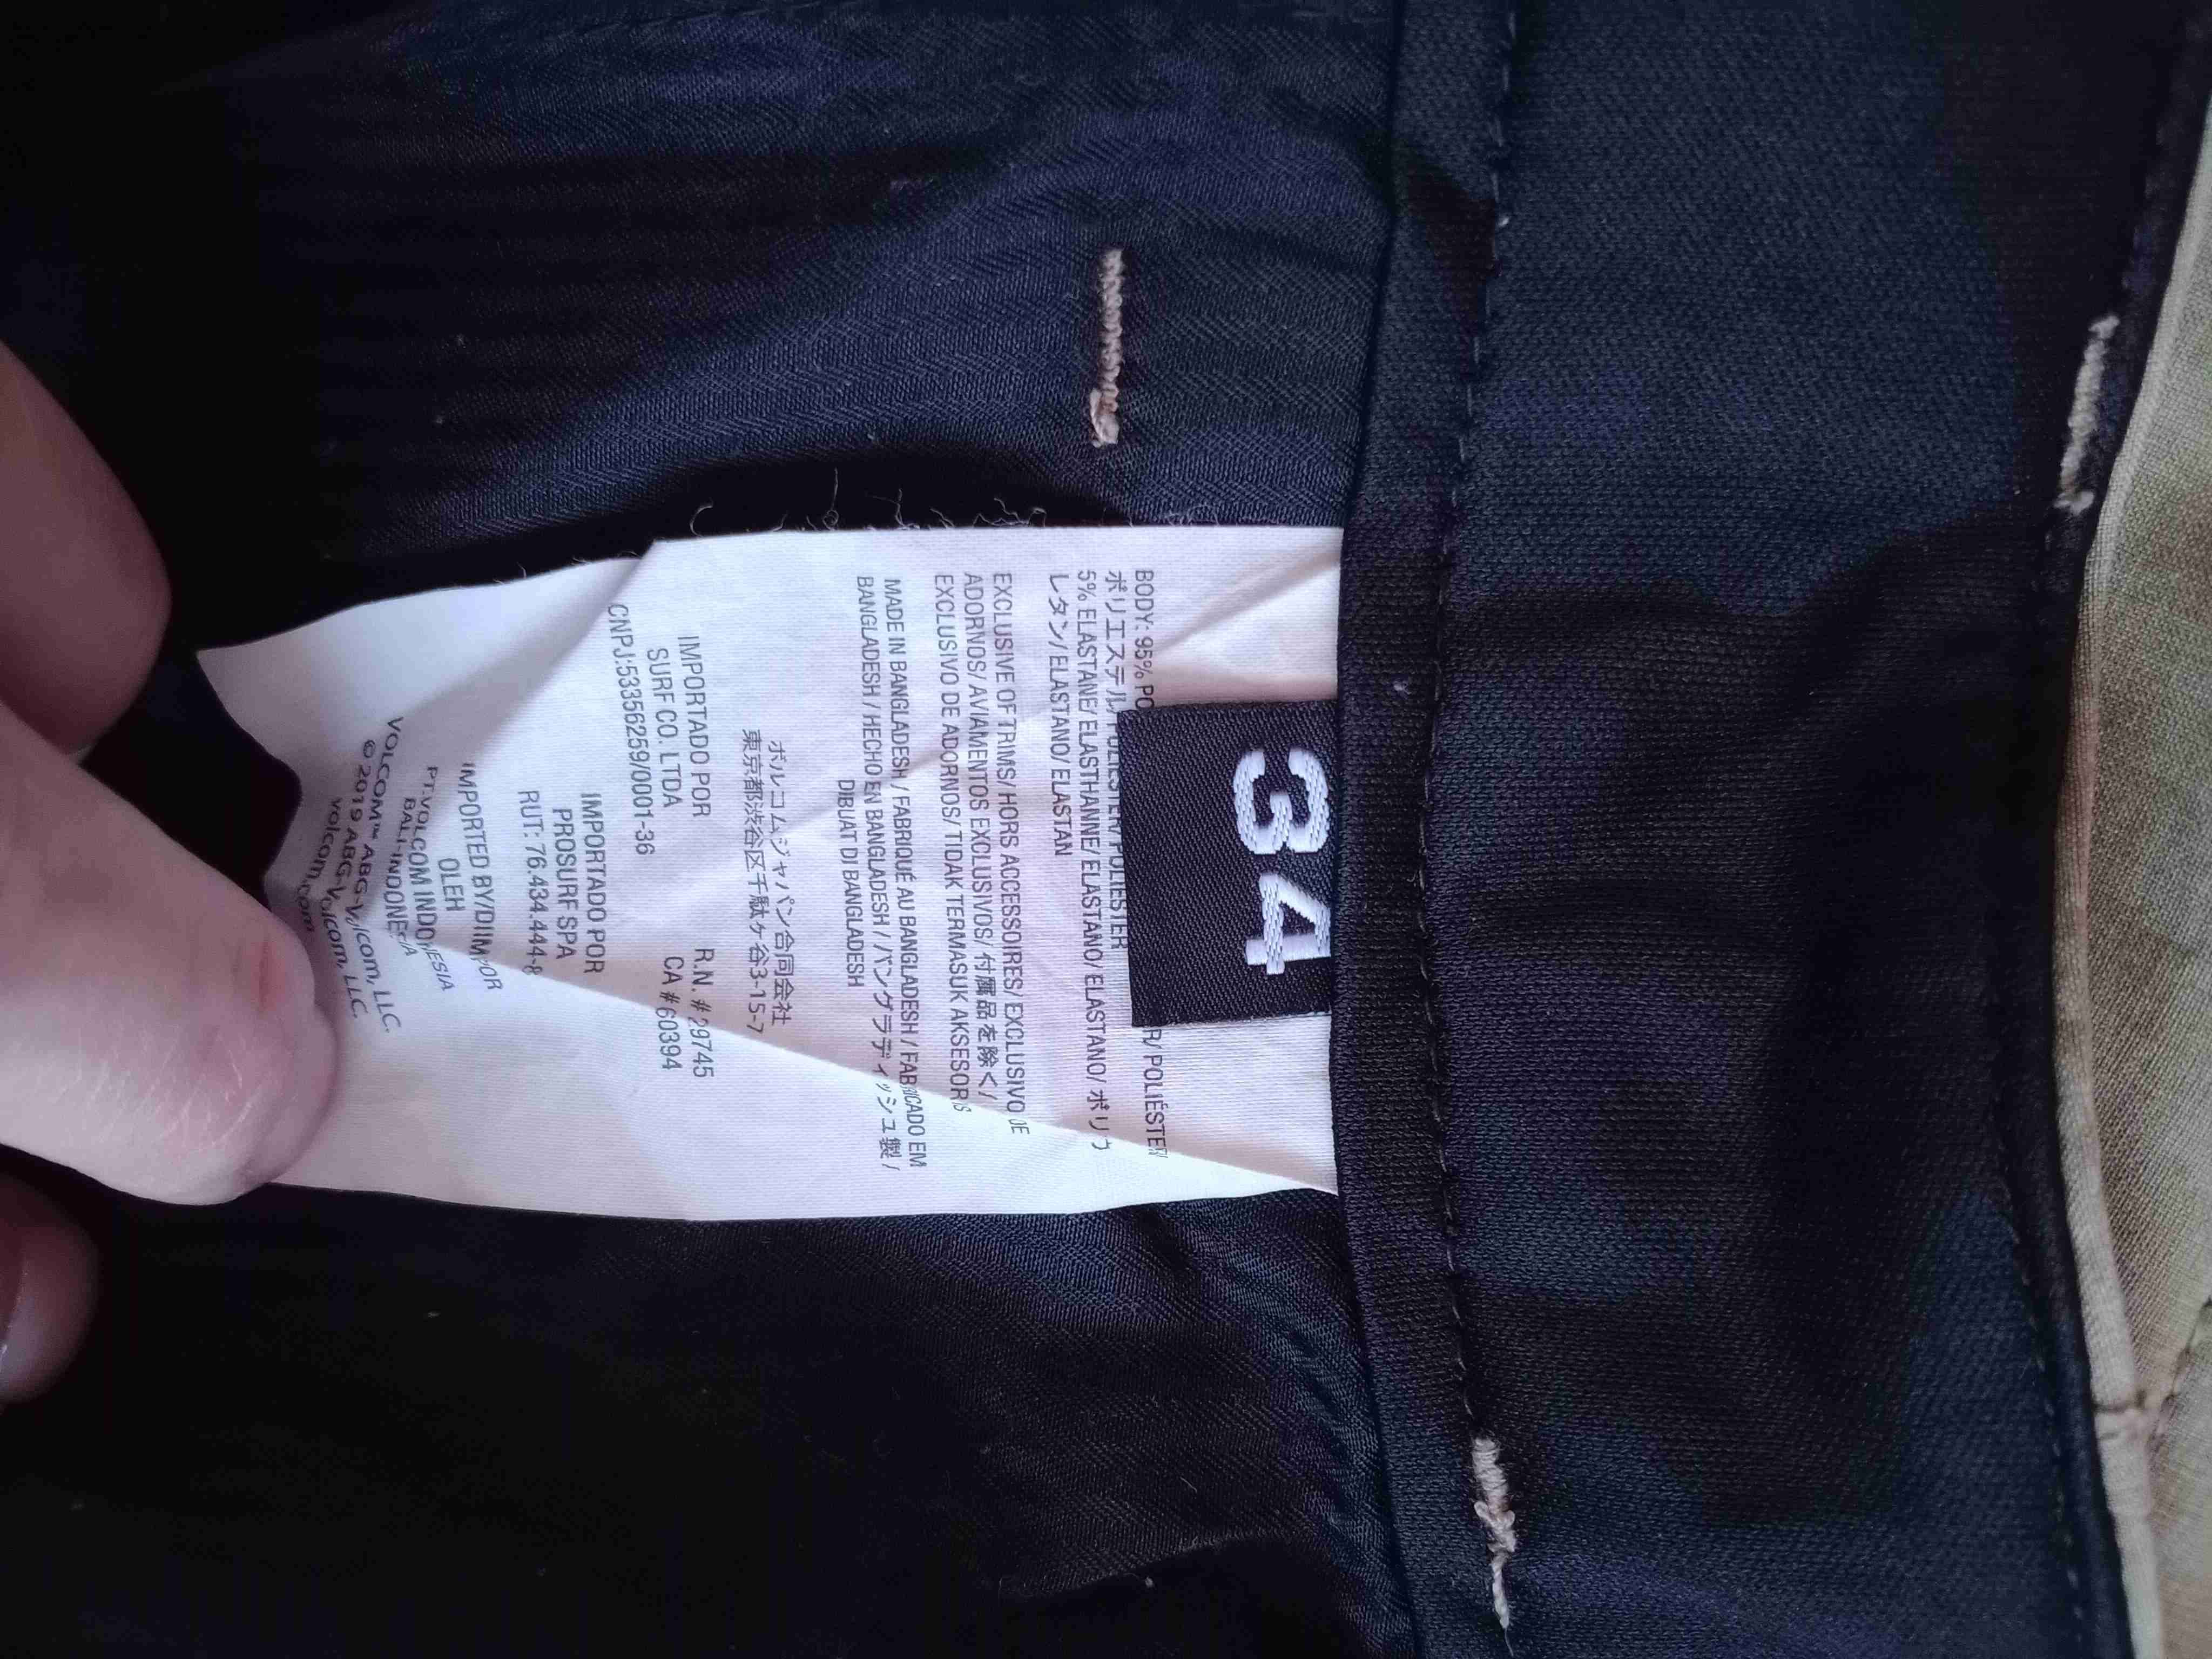 34
BODY: 95% PO R/ POLIÉSTER/
ポリエステル/
5% ELASTANE/ ELASTHANNE/ ELASTANO/ ELASTANO/ ポリウ
レタン/ ELASTANO/ ELASTAN
EXCLUSIVE OF TRIMS/ HORS ACCESSOIRES/ EXCLUSIVO DE
ADORNOS/ AVIAMENTOS EXCLUSIVOS/ 付属品を除く/
EXCLUSIVO DE ADORNOS/ TIDAK TERMASUK AKSESORIS
MADE IN BANGLADESH / FABRIQUÉ AU BANGLADESH / FABRICADO EM
BANGLADESH / HECHO EN BANGLADESH / バングラディッシュ製 /
DIBUAT DI BANGLADESH
ボルコムジャパン合同会社
東京都渋谷区千駄ヶ谷3-15-7
IMPORTADO POR R.N. # 29745
SURF CO. LTDA CA # 60394
CNPJ:53356259/0001-36
IMPORTADO POR
PROSURF SPA
RUT: 76.434.444-8
IMPORTED BY/DIIMPOR
OLEH
PT.VOLCOM INDONESIA
BALI-INDONESIA
VOLCOM™ ABG-Volcom, LLC.
© 2019 ABG-Volcom, LLC.
volcom.com